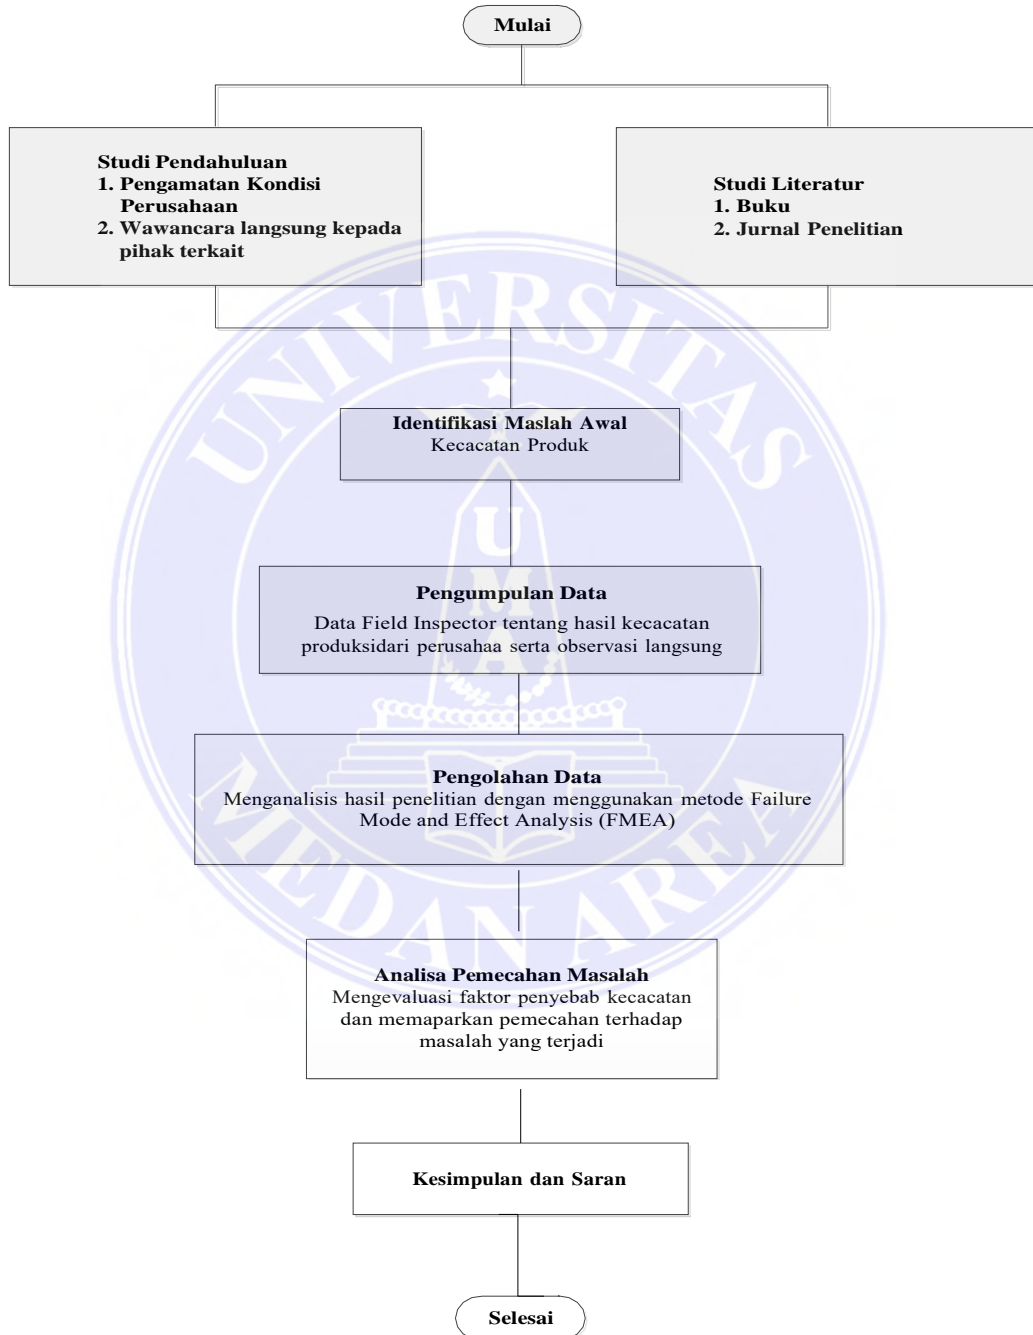 Mulai
Studi Pendahuluan
1. Pengamatan Kondisi
Perusahaan
2. Wawancara langsung kepada
pihak terkait
Studi Literatur
1. Buku
2. Jurnal Penelitian
UNIVERSITAS
Identifikasi Maslah Awal
Kecacatan Produk
U
M
A
Pengumpulan Data
Data Field Inspector tentang hasil kecacatan
produksidari perusahaa serta observasi langsung
Pengolahan Data
Menganalisis hasil penelitian dengan menggunakan metode Failure
Mode and Effect Analysis (FMEA)
MEDAN AREA
Analisa Pemecahan Masalah
Mengevaluasi faktor penyebab kecacatan
dan memaparkan pemecahan terhadap
masalah yang terjadi
Kesimpulan dan Saran
Selesai